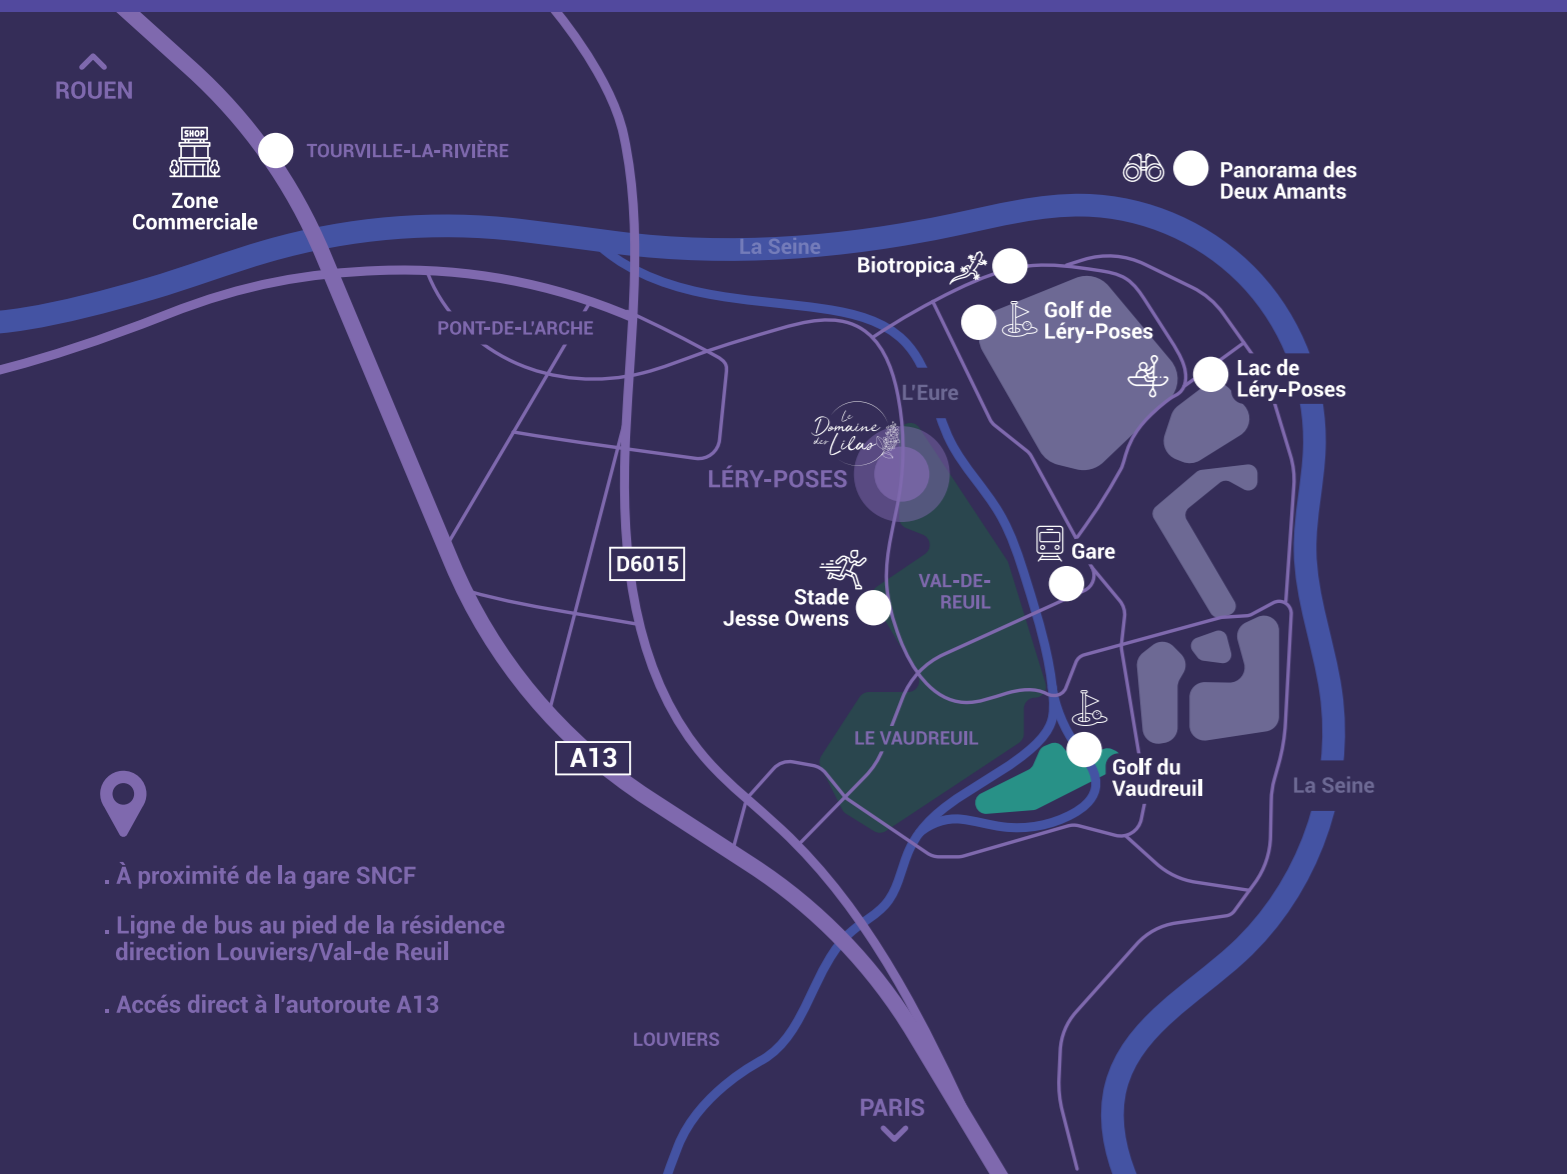 ROUEN
SHOP
Zone
Commerciale
TOURVILLE-LA-RIVIÈRE
Panorama des
Deux Amants
La Seine
Biotropica
Golf de
Léry-Poses
PONT-DE-L'ARCHE
Lac de
Léry-Poses
L'Eure
Le
Domaine
des
Lilas
LÉRY-POSES
D6015
Gare
VAL-DE-
REUIL
Stade
Jesse Owens
LE VAUDREUIL
A13
Golf du
Vaudreuil
La Seine
. À proximité de la gare SNCF
. Ligne de bus au pied de la résidence
direction Louviers/Val-de Reuil
. Accés direct à l'autoroute A13
LOUVIERS
PARIS